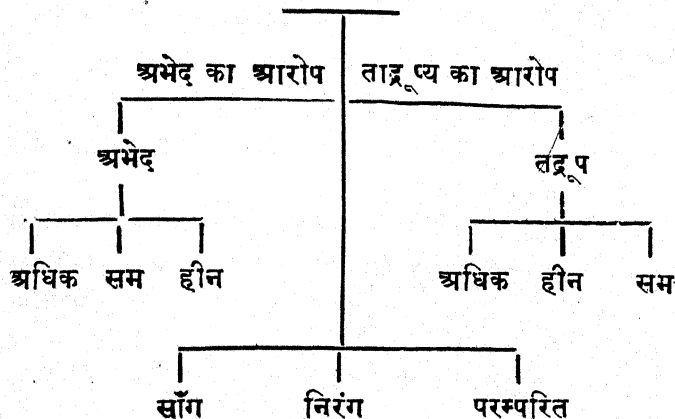 अभेद का आरोप ताद्रूप्य का आरोप
अभेद तद्रूप
अधिक सम हीन अधिक हीन सम
साँग निरंग परम्परित